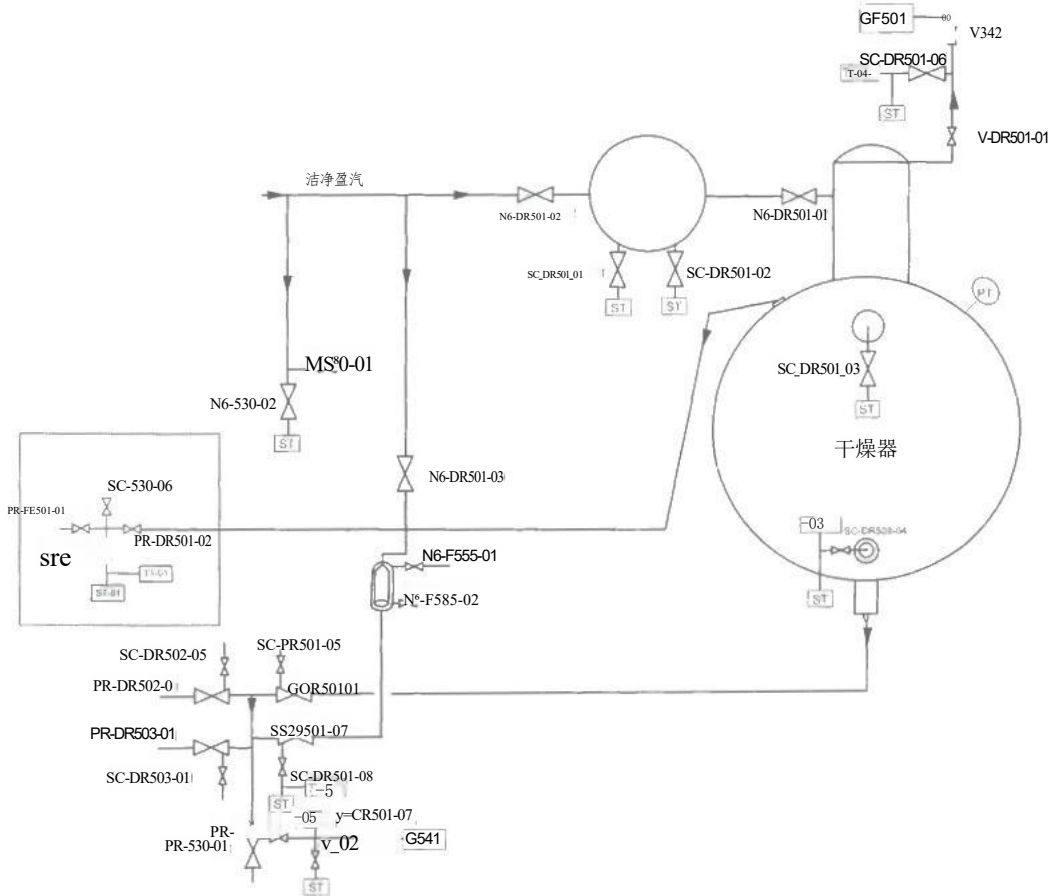 GF501
V342
SC-DR501-06
T-04-
ST
V-DR501-01
洁净盈汽
N6-DR501-02
N6-DR501-01
SC_DR501_01
SC-DR501-02
ST
ST
PT
MS80-01
SC_DR501_03
N6-530-02
ST
ST
干燥器
SC-530-06
N6-DR501-03
PR-FE501-01
PR-DR501-02
-03
sre
N6-F555-01
ST-01
N6-F585-02
ST
SC-DR502-05
SC-PR501-05
PR-DR502-0
GOR50101
PR-DR503-01
SS29501-07
SC-DR503-01
SC-DR501-08
-5
ST
-05
y=CR501-07
PR-
PR-530-01
v_02
G541
ST